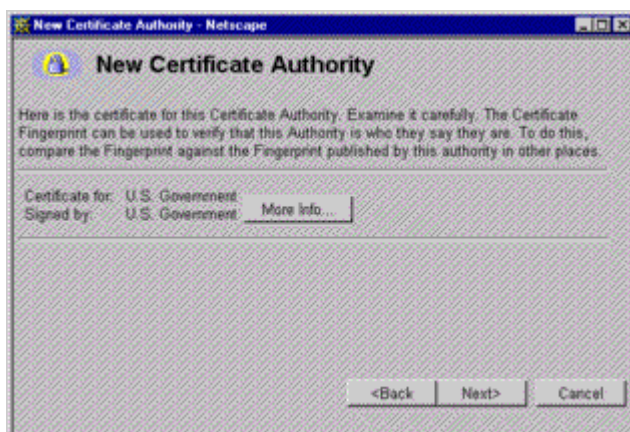 New Certificate Authority - Netscape
New Certificate Authority
Here is the certificate for this Certificate Authority. Examine it carefully. The Certificate
Fingerprint can be used to verify that this Authority is who they say they are. To do this,
compare the Fingerprint against the Fingerprint published by this authority in other places.
Certificate for: U.S. Government
Signed by: U.S. Government
More Info...
<Back Next> Cancel